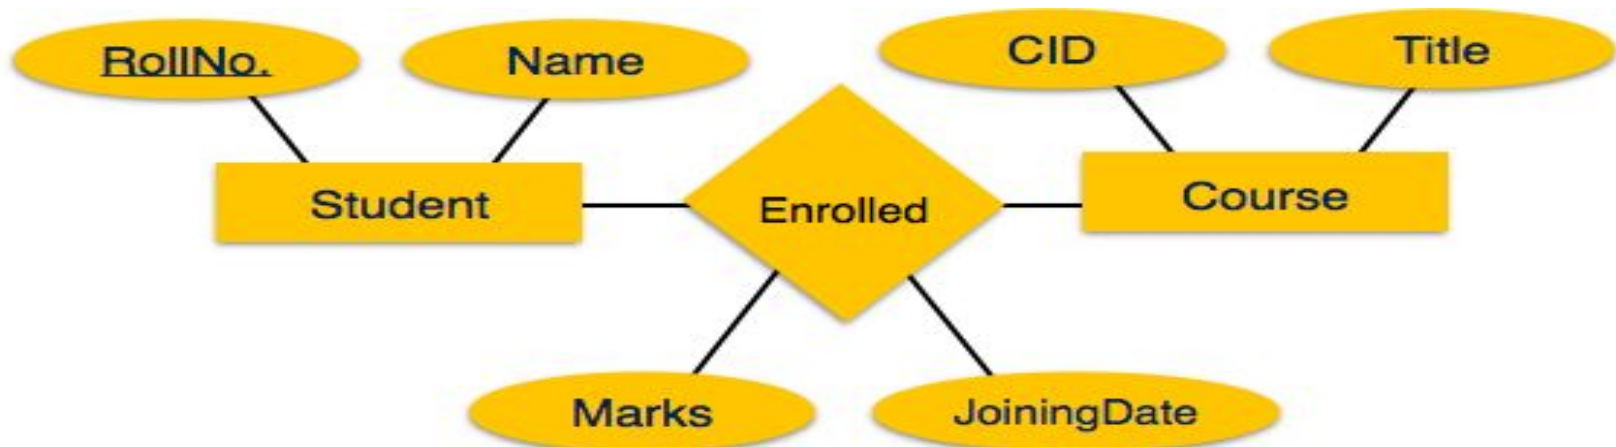 RollNo.
Name
CID
Title
Student
Enrolled
Course
Marks
JoiningDate